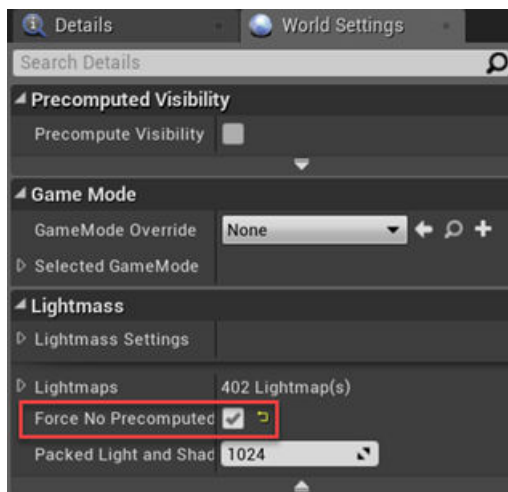 Details
World Settings
Search Details
Precomputed Visibility
Precompute Visibility
Game Mode
GameMode Override None
Selected GameMode
Lightmass
Lightmass Settings
Lightmaps 402 Lightmap(s)
Force No Precomputed
Packed Light and Shad 1024